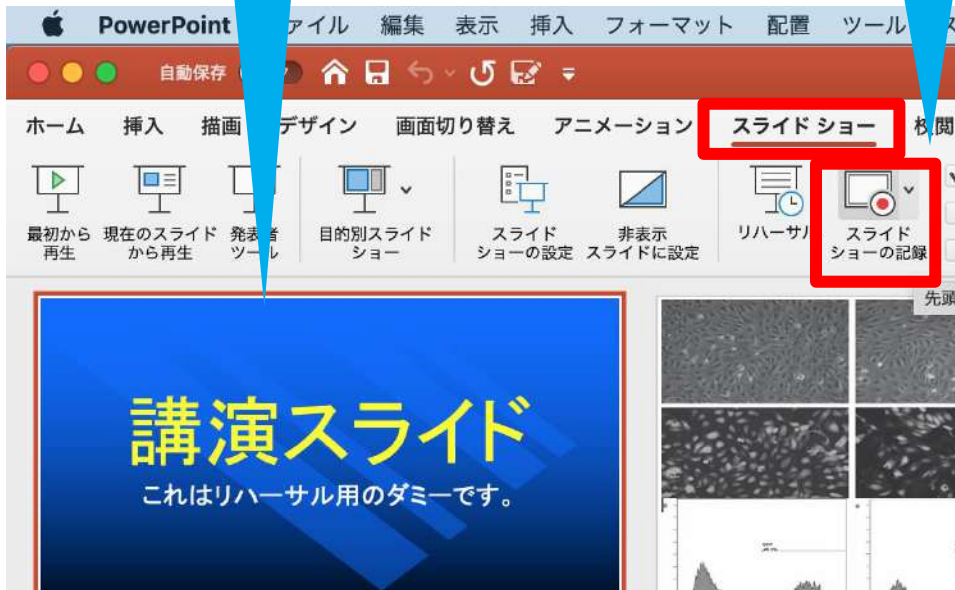 PowerPoint ァイル 編集 表示 挿入 フォーマット 配置 ツール
自動保存
ホーム 挿入 描画 デザイン 画面切り替え アニメーション スライド ショー 校閲
最初から 現在のスライド 発表者 目的別スライド スライド 非表示 リハーサル スライド
再生 から再生 ツール ショー ショーの設定 スライドに設定 ショーの記録
先頭
講演スライド
これはリハーサル用のダミーです。